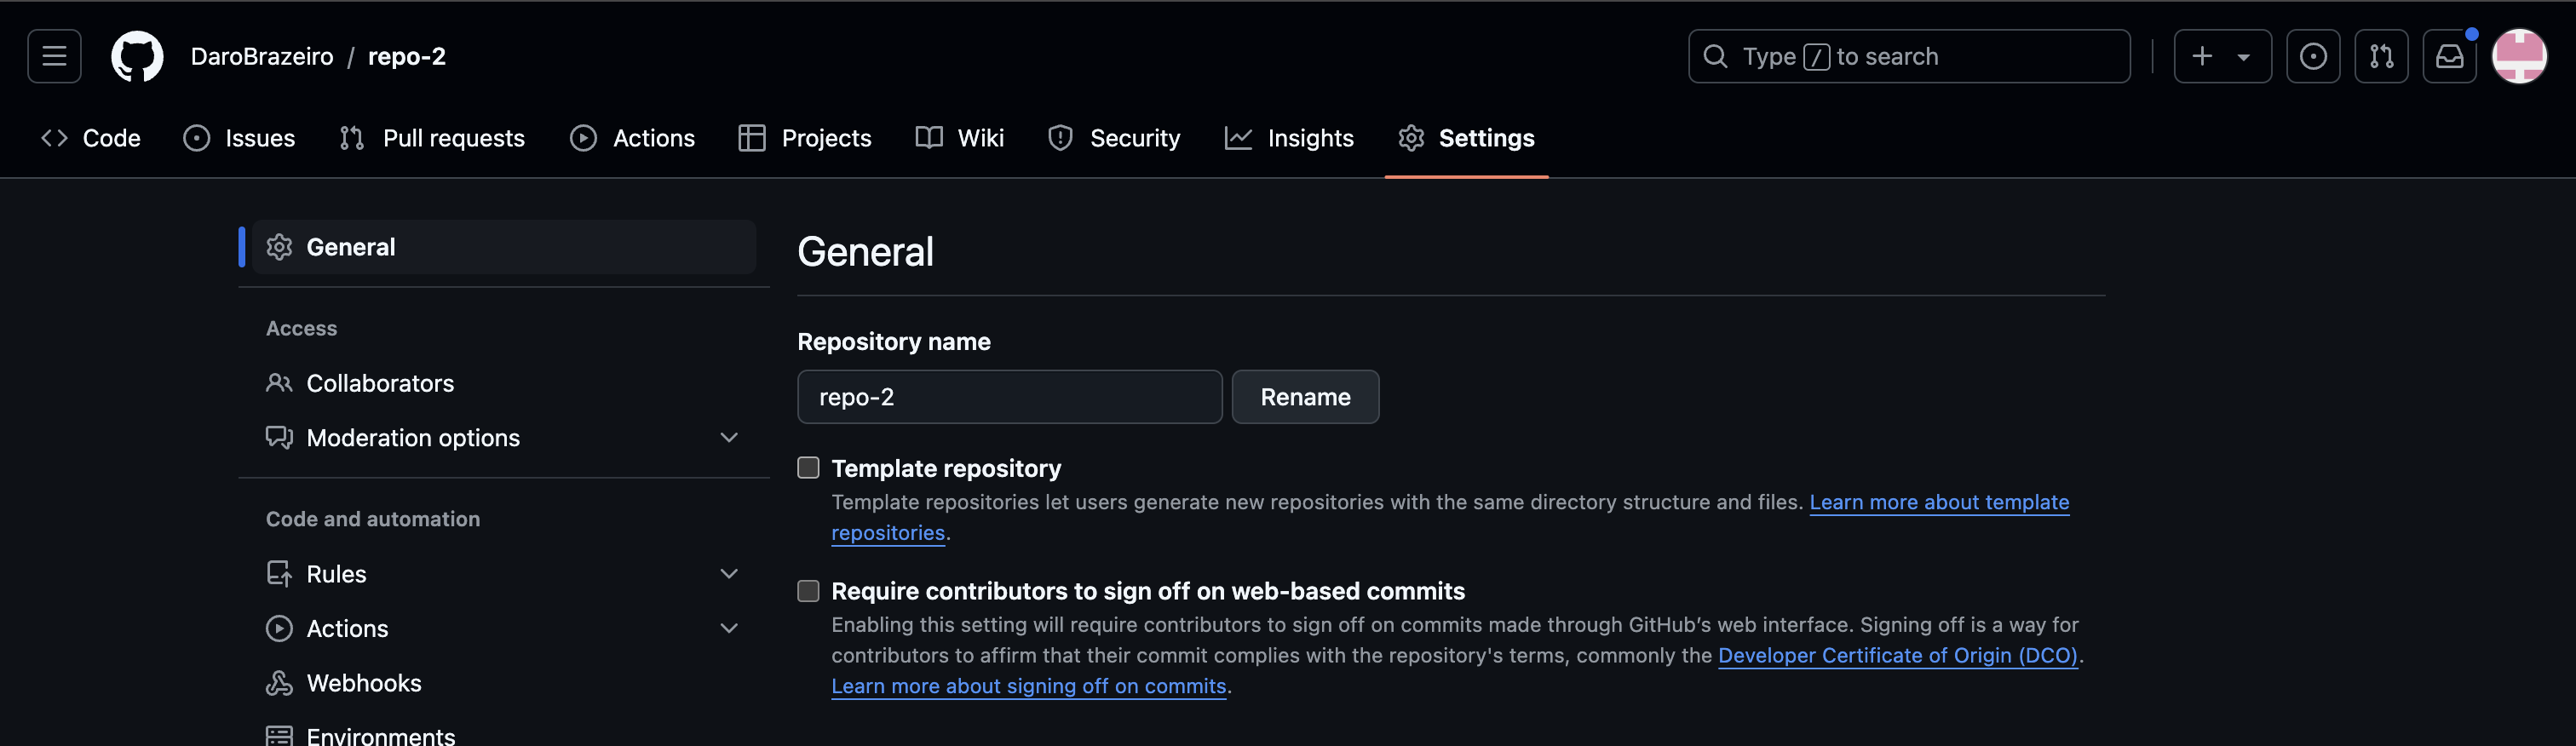 DaroBrazeiro / repo-2
Type / to search
Code Issues Pull requests Actions Projects Wiki Security Insights Settings
General
Access
Collaborators
Moderation options
Code and automation
Rules
Actions
Webhooks
Environments
General
Repository name
repo-2 Rename
Template repository
Template repositories let users generate new repositories with the same directory structure and files. Learn more about template
repositories.
Require contributors to sign off on web-based commits
Enabling this setting will require contributors to sign off on commits made through GitHub’s web interface. Signing off is a way for
contributors to affirm that their commit complies with the repository's terms, commonly the Developer Certificate of Origin (DCO).
Learn more about signing off on commits.